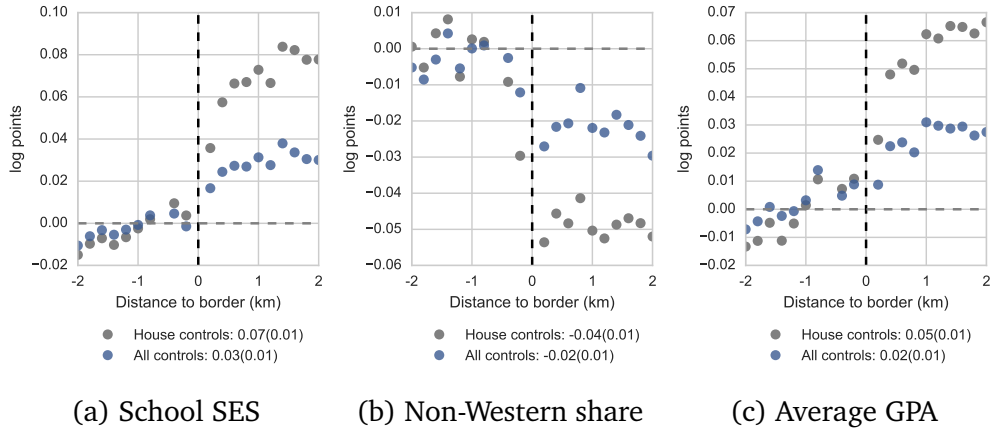 0.10
0.08
0.06
0.04
0.02
0.00
−0.02
log points
-2 -1 0 1 2
Distance to border (km)
House controls: 0.07(0.01)
All controls: 0.03(0.01)
(a) School SES
0.01
0.00
−0.01
−0.02
−0.03
−0.04
−0.05
−0.06
log points
-2 -1 0 1 2
Distance to border (km)
House controls: -0.04(0.01)
All controls: -0.02(0.01)
(b) Non-Western share
0.07
0.06
0.05
0.04
0.03
0.02
0.01
0.00
−0.01
−0.02
log points
-2 -1 0 1 2
Distance to border (km)
House controls: 0.05(0.01)
All controls: 0.02(0.01)
(c) Average GPA